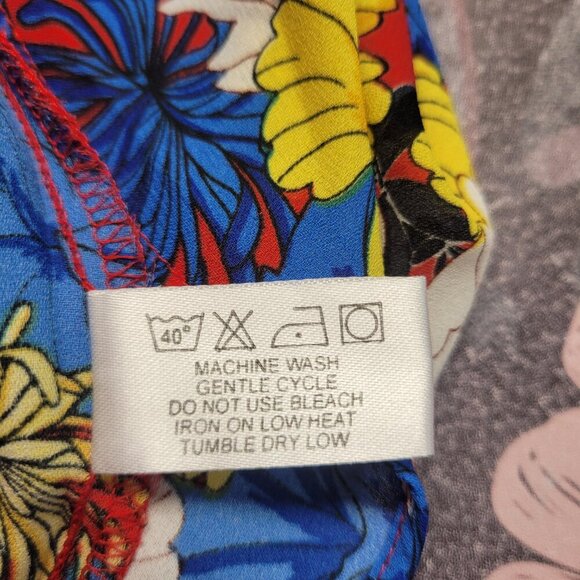 40°
MACHINE WASH
GENTLE CYCLE
DO NOT USE BLEACH
IRON ON LOW HEAT
TUMBLE DRY LOW